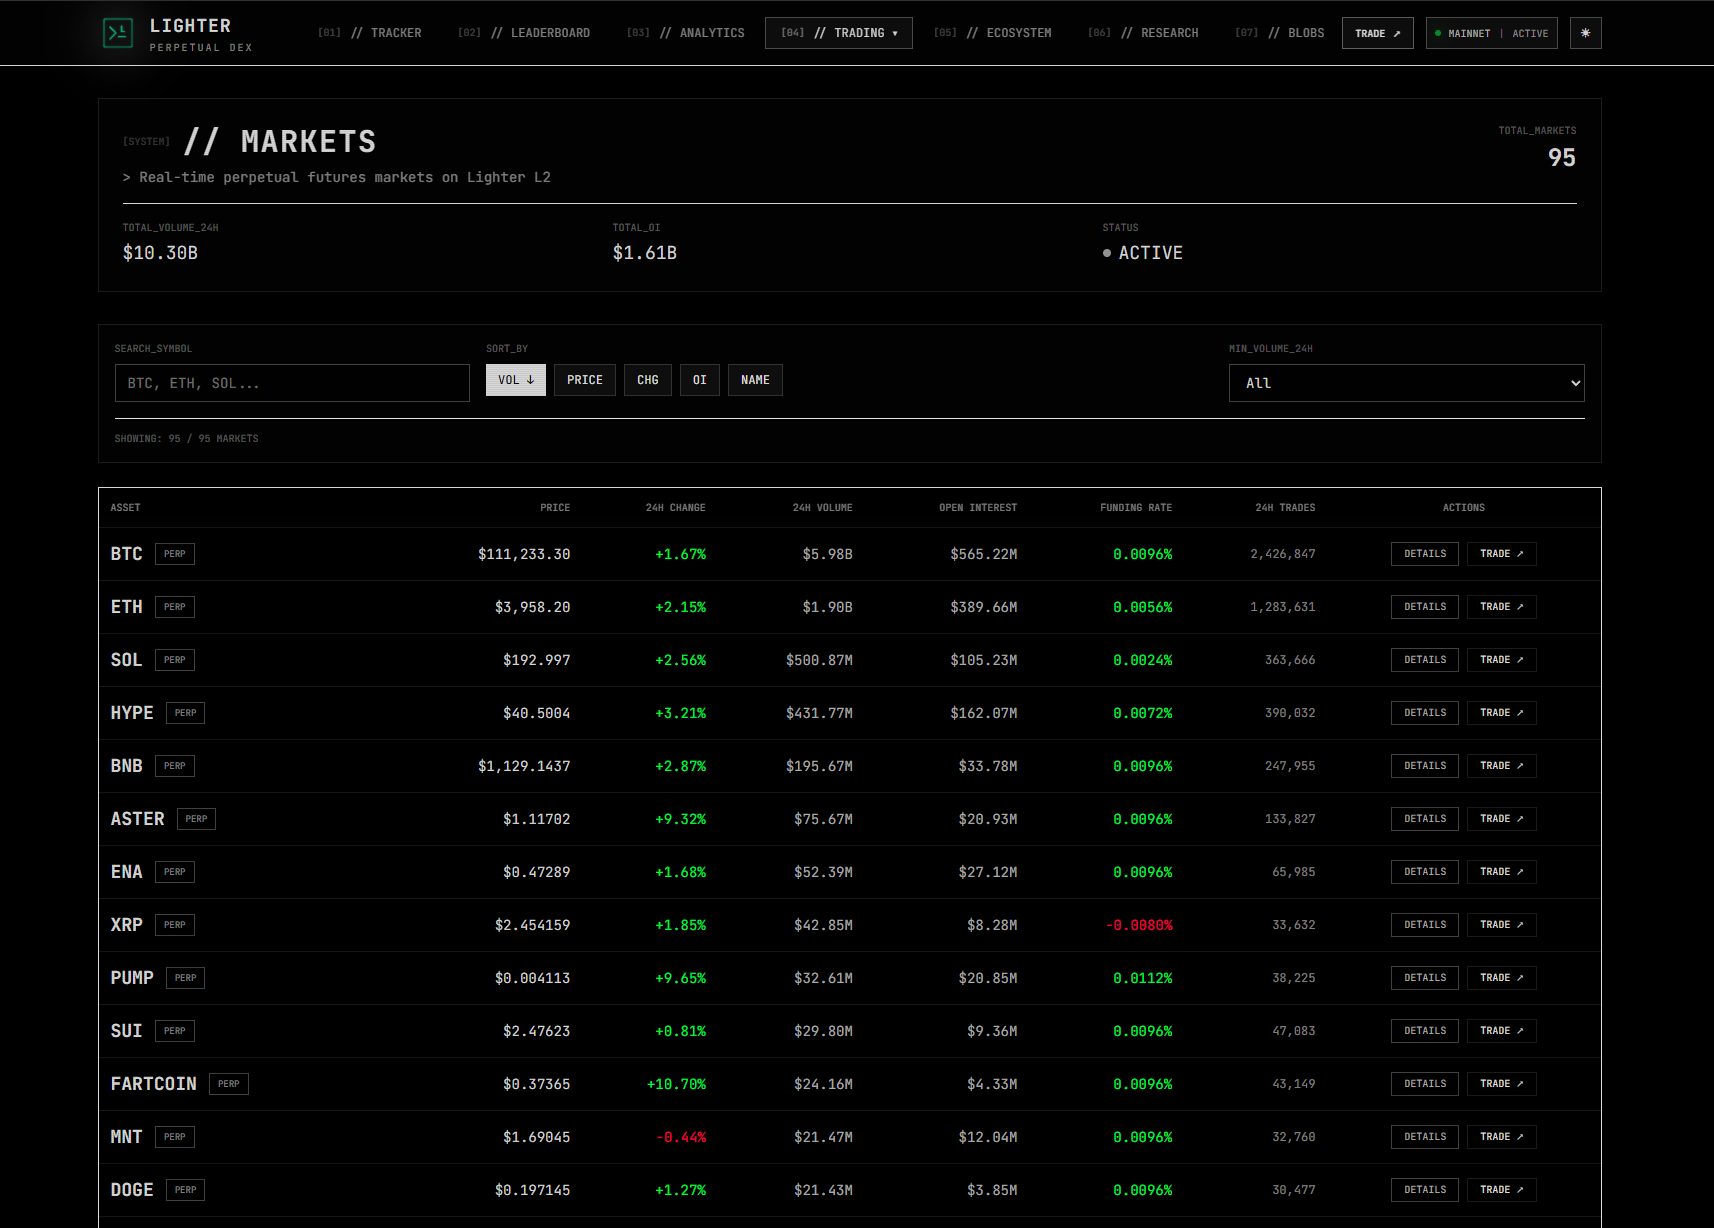 LIGHTER
PERPETUAL DEX
[01] // TRACKER
[02] // LEADERBOARD
[03] // ANALYTICS
[04] // TRADING ▾
[05] // ECOSYSTEM
[06] // RESEARCH
[07] // BLOBS
TRADE ↗
MAINNET | ACTIVE
[SYSTEM] // MARKETS
> Real-time perpetual futures markets on Lighter L2
TOTAL_MARKETS
95
TOTAL_VOLUME_24H
$10.30B
TOTAL_OI
$1.61B
STATUS
ACTIVE
SEARCH_SYMBOL
BTC, ETH, SOL...
SORT_BY
VOL ↓ PRICE CHG OI NAME
MIN_VOLUME_24H
All
SHOWING: 95 / 95 MARKETS
ASSET PRICE 24H CHANGE 24H VOLUME OPEN INTEREST FUNDING RATE 24H TRADES ACTIONS
BTC PERP $111,233.30 +1.67% $5.98B $565.22M 0.0096% 2,426,847 DETAILS TRADE ↗
ETH PERP $3,958.20 +2.15% $1.90B $389.66M 0.0056% 1,283,631 DETAILS TRADE ↗
SOL PERP $192.997 +2.56% $500.87M $105.23M 0.0024% 363,666 DETAILS TRADE ↗
HYPE PERP $40.5004 +3.21% $431.77M $162.07M 0.0072% 390,032 DETAILS TRADE ↗
BNB PERP $1,129.1437 +2.87% $195.67M $33.78M 0.0096% 247,955 DETAILS TRADE ↗
ASTER PERP $1.11702 +9.32% $75.67M $20.93M 0.0096% 133,827 DETAILS TRADE ↗
ENA PERP $0.47289 +1.68% $52.39M $27.12M 0.0096% 65,985 DETAILS TRADE ↗
XRP PERP $2.454159 +1.85% $42.85M $8.28M -0.0080% 33,632 DETAILS TRADE ↗
PUMP PERP $0.004113 +9.65% $32.61M $20.85M 0.0112% 38,225 DETAILS TRADE ↗
SUI PERP $2.47623 +0.81% $29.80M $9.36M 0.0096% 47,083 DETAILS TRADE ↗
FARTCOIN PERP $0.37365 +10.70% $24.16M $4.33M 0.0096% 43,149 DETAILS TRADE ↗
MNT PERP $1.69045 -0.44% $21.47M $12.04M 0.0096% 32,760 DETAILS TRADE ↗
DOGE PERP $0.197145 +1.27% $21.43M $3.85M 0.0096% 30,477 DETAILS TRADE ↗